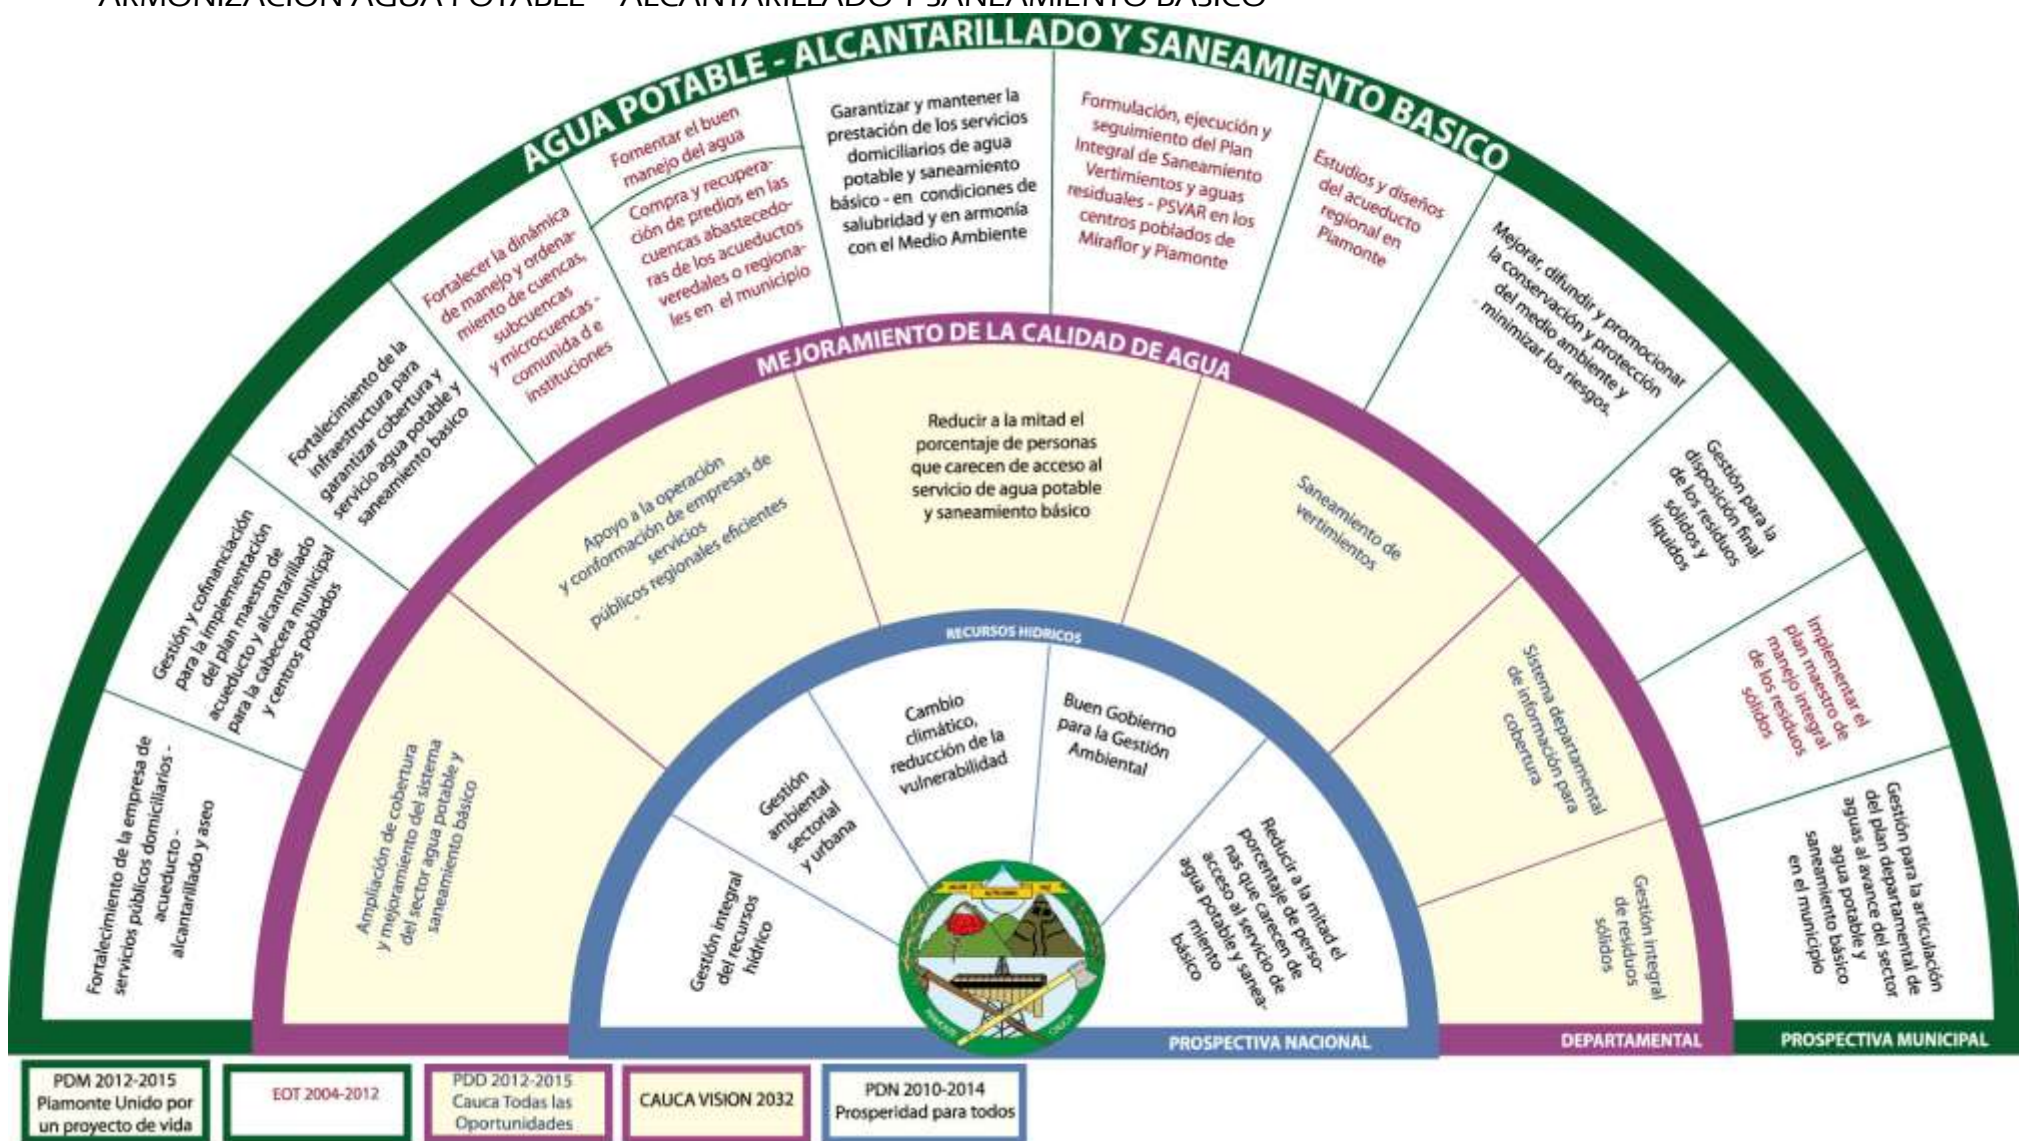 ARMONIZACIÓN AGUA POTABLE – ALCANTARILLADO Y SANEAMIENTO BÁSICO
AGUA POTABLE - ALCANTARILLADO Y SANEAMIENTO BASICO
Fortalecimiento de la empresa de
servicios públicos domiciliarios -
acueducto -
alcantarillado y aseo
Gestión y cofinanciación
para la implementación
del plan maestro de
acueducto y alcantarillado
para la cabecera municipal
y centros poblados
Fortalecimiento de la
infraestructura para
garantizar cobertura y
servicio agua potable y
saneamiento basico
Fortalecer la dinámica
de manejo y ordena-
miento de cuencas,
subcuencas
y microcuencas -
comunida d e
instituciones
Fomentar el buen
manejo del agua
Compra y recupera-
ción de predios en las
cuencas abastecedo-
ras de los acueductos
veredales o regiona-
les en el municipio
Garantizar y mantener la
prestación de los servicios
domiciliarios de agua
potable y saneamiento
básico - en condiciones de
salubridad y en armonía
con el Medio Ambiente
Formulación, ejecución y
seguimiento del Plan
Integral de Saneamiento
Vertimientos y aguas
residuales - PSVAR en los
centros poblados de
Miraflor y Piamonte
Estudios y diseños
del acueducto
regional en
Piamonte
Mejorar, difundir y promocionar
la conservación y protección
del medio ambiente y
minimizar los riesgos.
Gestión para la
disposición final
de los residuos
sólidos y
líquidos
Implementar el
plan maestro de
manejo integral
de los residuos
sólidos
Gestión para la articulación
del plan departamental de
aguas al avance del sector
agua potable y
saneamiento básico
en el municipio
MEJORAMIENTO DE LA CALIDAD DE AGUA
Ampliación de cobertura
y mejoramiento del sistema
del sector agua potable y
saneamiento básico
Apoyo a la operación
y conformación de empresas de
servicios
públicos regionales eficientes
Reducir a la mitad el
porcentaje de personas
que carecen de acceso al
servicio de agua potable
y saneamiento básico
Saneamiento de
vertimientos
Sistema departamental
de información para
cobertura
Gestión integral
de residuos
sólidos
RECURSOS HIDRICOS
Gestión integral
del recursos
hídrico
Gestión
ambiental
sectorial
y urbana
Cambio
climático,
reducción de la
vulnerabilidad
Buen Gobierno
para la Gestión
Ambiental
Reducir a la mitad el
porcentaje de perso-
nas que carecen de
acceso al servicio de
agua potable y sanea-
miento
básico
PIAMONTE
CAUCA
PROSPECTIVA NACIONAL
DEPARTAMENTAL
PROSPECTIVA MUNICIPAL
PDM 2012-2015
Piamonte Unido por
un proyecto de vida
EOT 2004-2012
PDD 2012-2015
Cauca Todas las
Oportunidades
CAUCA VISION 2032
PDN 2010-2014
Prosperidad para todos